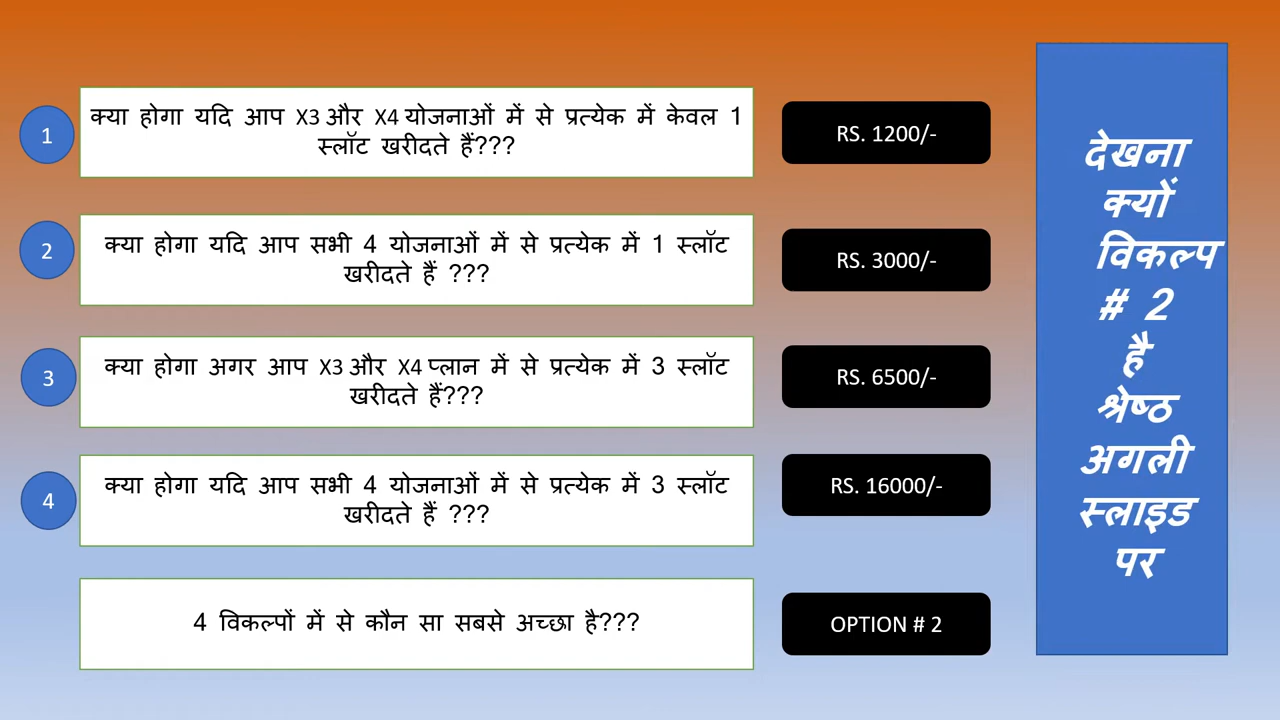 1
क्या होगा यदि आप X3 और X4 योजनाओं में से प्रत्येक में केवल 1
स्लॉट खरीदते हैं???
RS. 1200/-
2
क्या होगा यदि आप सभी 4 योजनाओं में से प्रत्येक में 1 स्लॉट
खरीदते हैं ???
RS. 3000/-
3
क्या होगा अगर आप X3 और X4 प्लान में से प्रत्येक में 3 स्लॉट
खरीदते हैं???
RS. 6500/-
4
क्या होगा यदि आप सभी 4 योजनाओं में से प्रत्येक में 3 स्लॉट
खरीदते हैं ???
RS. 16000/-
4 विकल्पों में से कौन सा सबसे अच्छा है???
OPTION # 2
देखना
क्यों
विकल्प
# 2
है
श्रेष्ठ
अगली
स्लाइड
पर